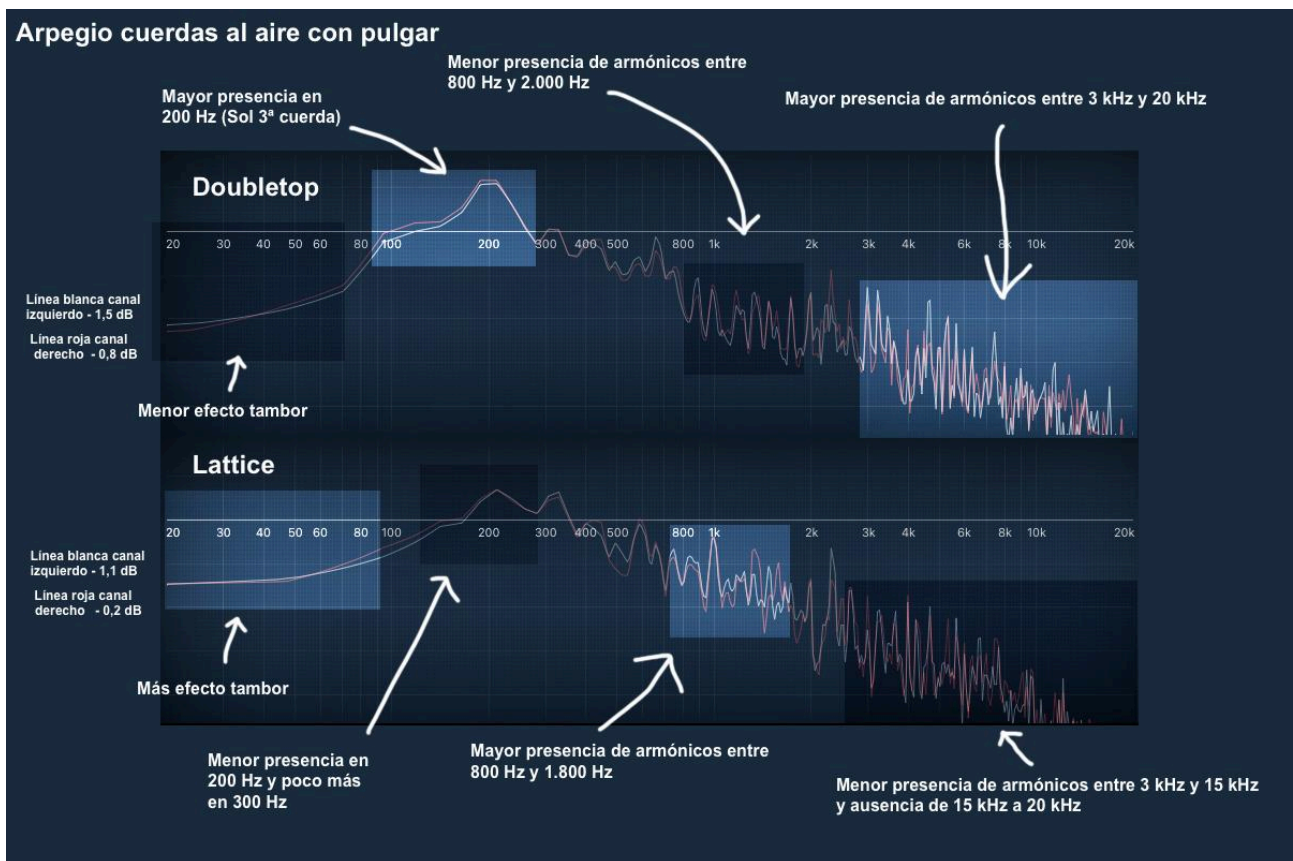 Arpegio cuerdas al aire con pulgar
Menor presencia de armónicos entre
800 Hz y 2.000 Hz
Mayor presencia en
200 Hz (Sol 3ª cuerda)
Mayor presencia de armónicos entre 3 kHz y 20 kHz
Doubletop
20 30 40 50 60 80 100 200 300 400 500 800 1k 2k 3k 4k 6k 8k 10k 20k
Línea blanca canal
izquierdo - 1,5 dB
Línea roja canal
derecho - 0,8 dB
Menor efecto tambor
Lattice
20 30 40 50 60 80 100 200 300 400 500 800 1k 2k 3k 4k 6k 8k 10k 20k
Línea blanca canal
izquierdo - 1,1 dB
Línea roja canal
derecho - 0,2 dB
Más efecto tambor
Menor presencia en
200 Hz y poco más
en 300 Hz
Mayor presencia de armónicos entre
800 Hz y 1.800 Hz
Menor presencia de armónicos entre 3 kHz y 15 kHz
y ausencia de 15 kHz a 20 kHz